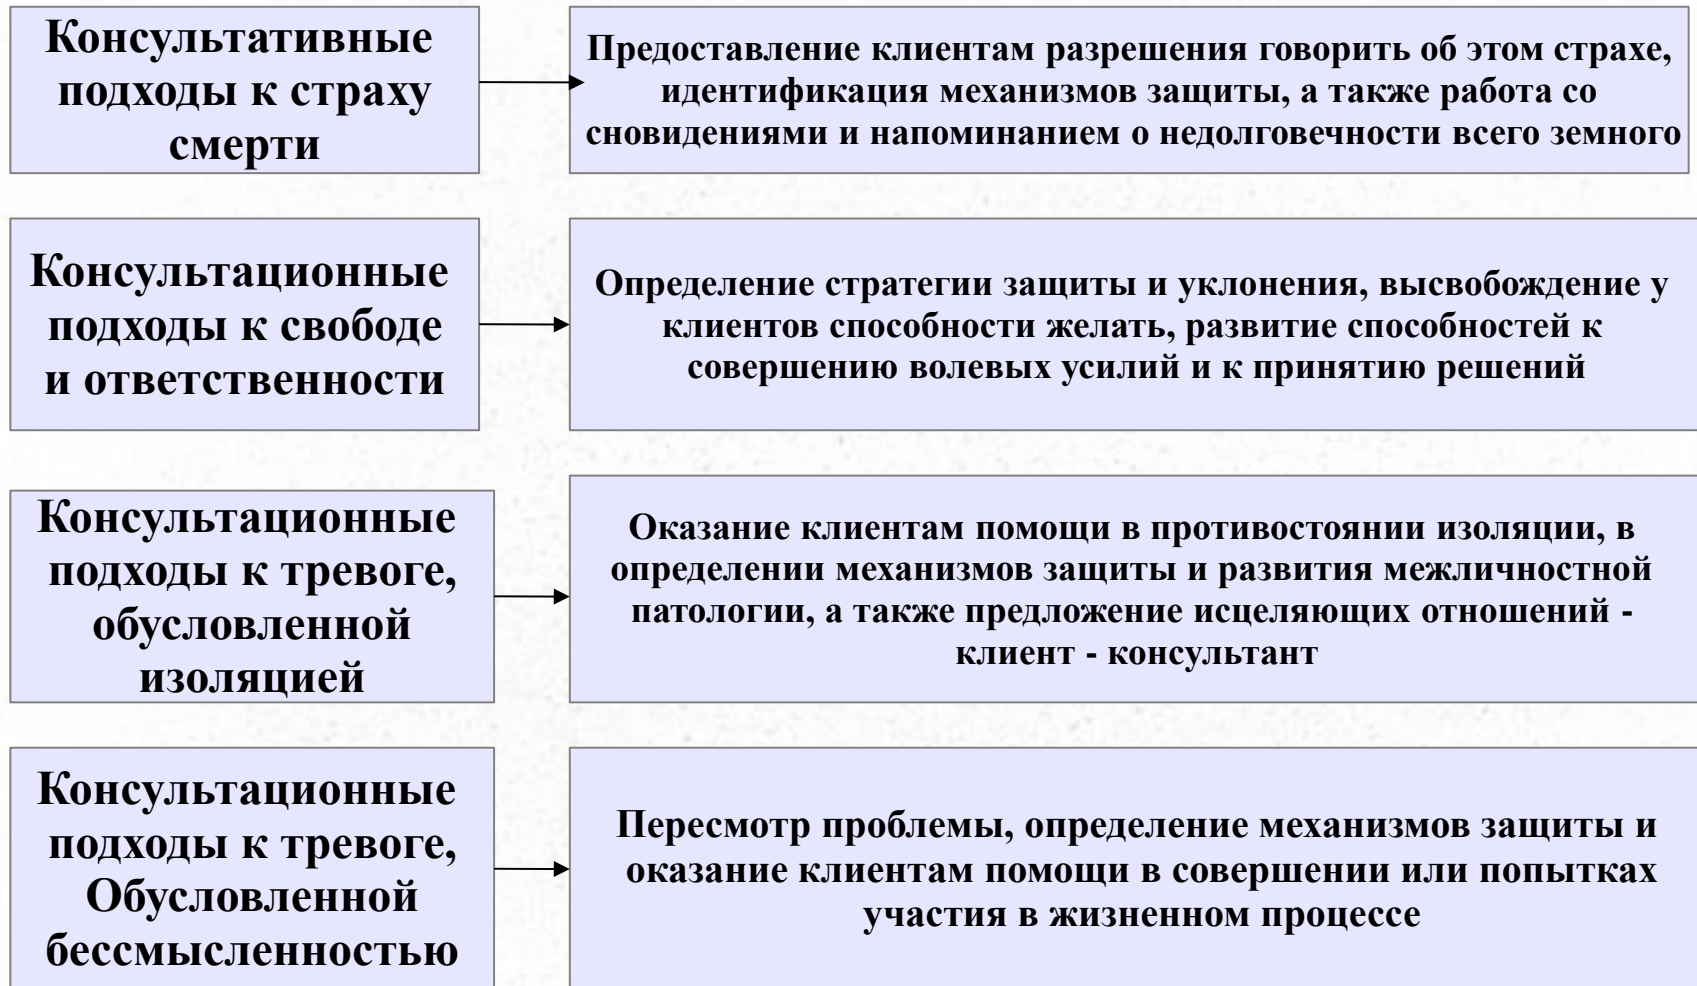 Консультативные
подходы к страху
смерти
Предоставление клиентам разрешения говорить об этом страхе,
идентификация механизмов защиты, а также работа со
сновидениями и напоминанием о недолговечности всего земного
Консультационные
подходы к свободе
и ответственности
Определение стратегии защиты и уклонения, высвобождение у
клиентов способности желать, развитие способностей к
совершению волевых усилий и к принятию решений
Консультационные
подходы к тревоге,
обусловленной
изоляцией
Оказание клиентам помощи в противостоянии изоляции, в
определении механизмов защиты и развития межличностной
патологии, а также предложение исцеляющих отношений -
клиент - консультант
Консультационные
подходы к тревоге,
Обусловленной
бессмысленностью
Пересмотр проблемы, определение механизмов защиты и
оказание клиентам помощи в совершении или попытках
участия в жизненном процессе